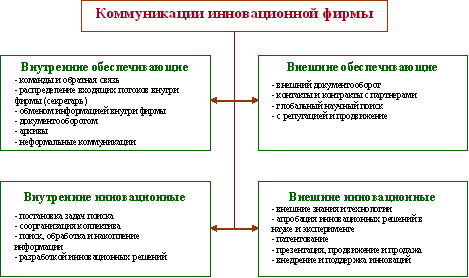 Коммуникации инновационной фирмы
Внутренние обеспечивающие
- команды и обратная связь
- распределение входящих потоков внутри
фирмы (секретарь)
- обменом информацией внутри фирмы
- документооборотом
- архивы
- неформальные коммуникации
Внешние обеспечивающие
- внешний документооборот
- контакты и контракты с партнерами
- глобальный научный поиск
- с репутацией и продвижение
Внутренние инновационные
- постановка задач поиска
- соорганизация коллектива
- поиск, обработка и накопление
информации
- разработкой инновационных решений
Внешние инновационные
- внешние знания и технологии
- апробация инновационных решений в
науке и эксперименте
- патентование
- презентация, продвижение и продажа
- внедрение и поддержка инноваций